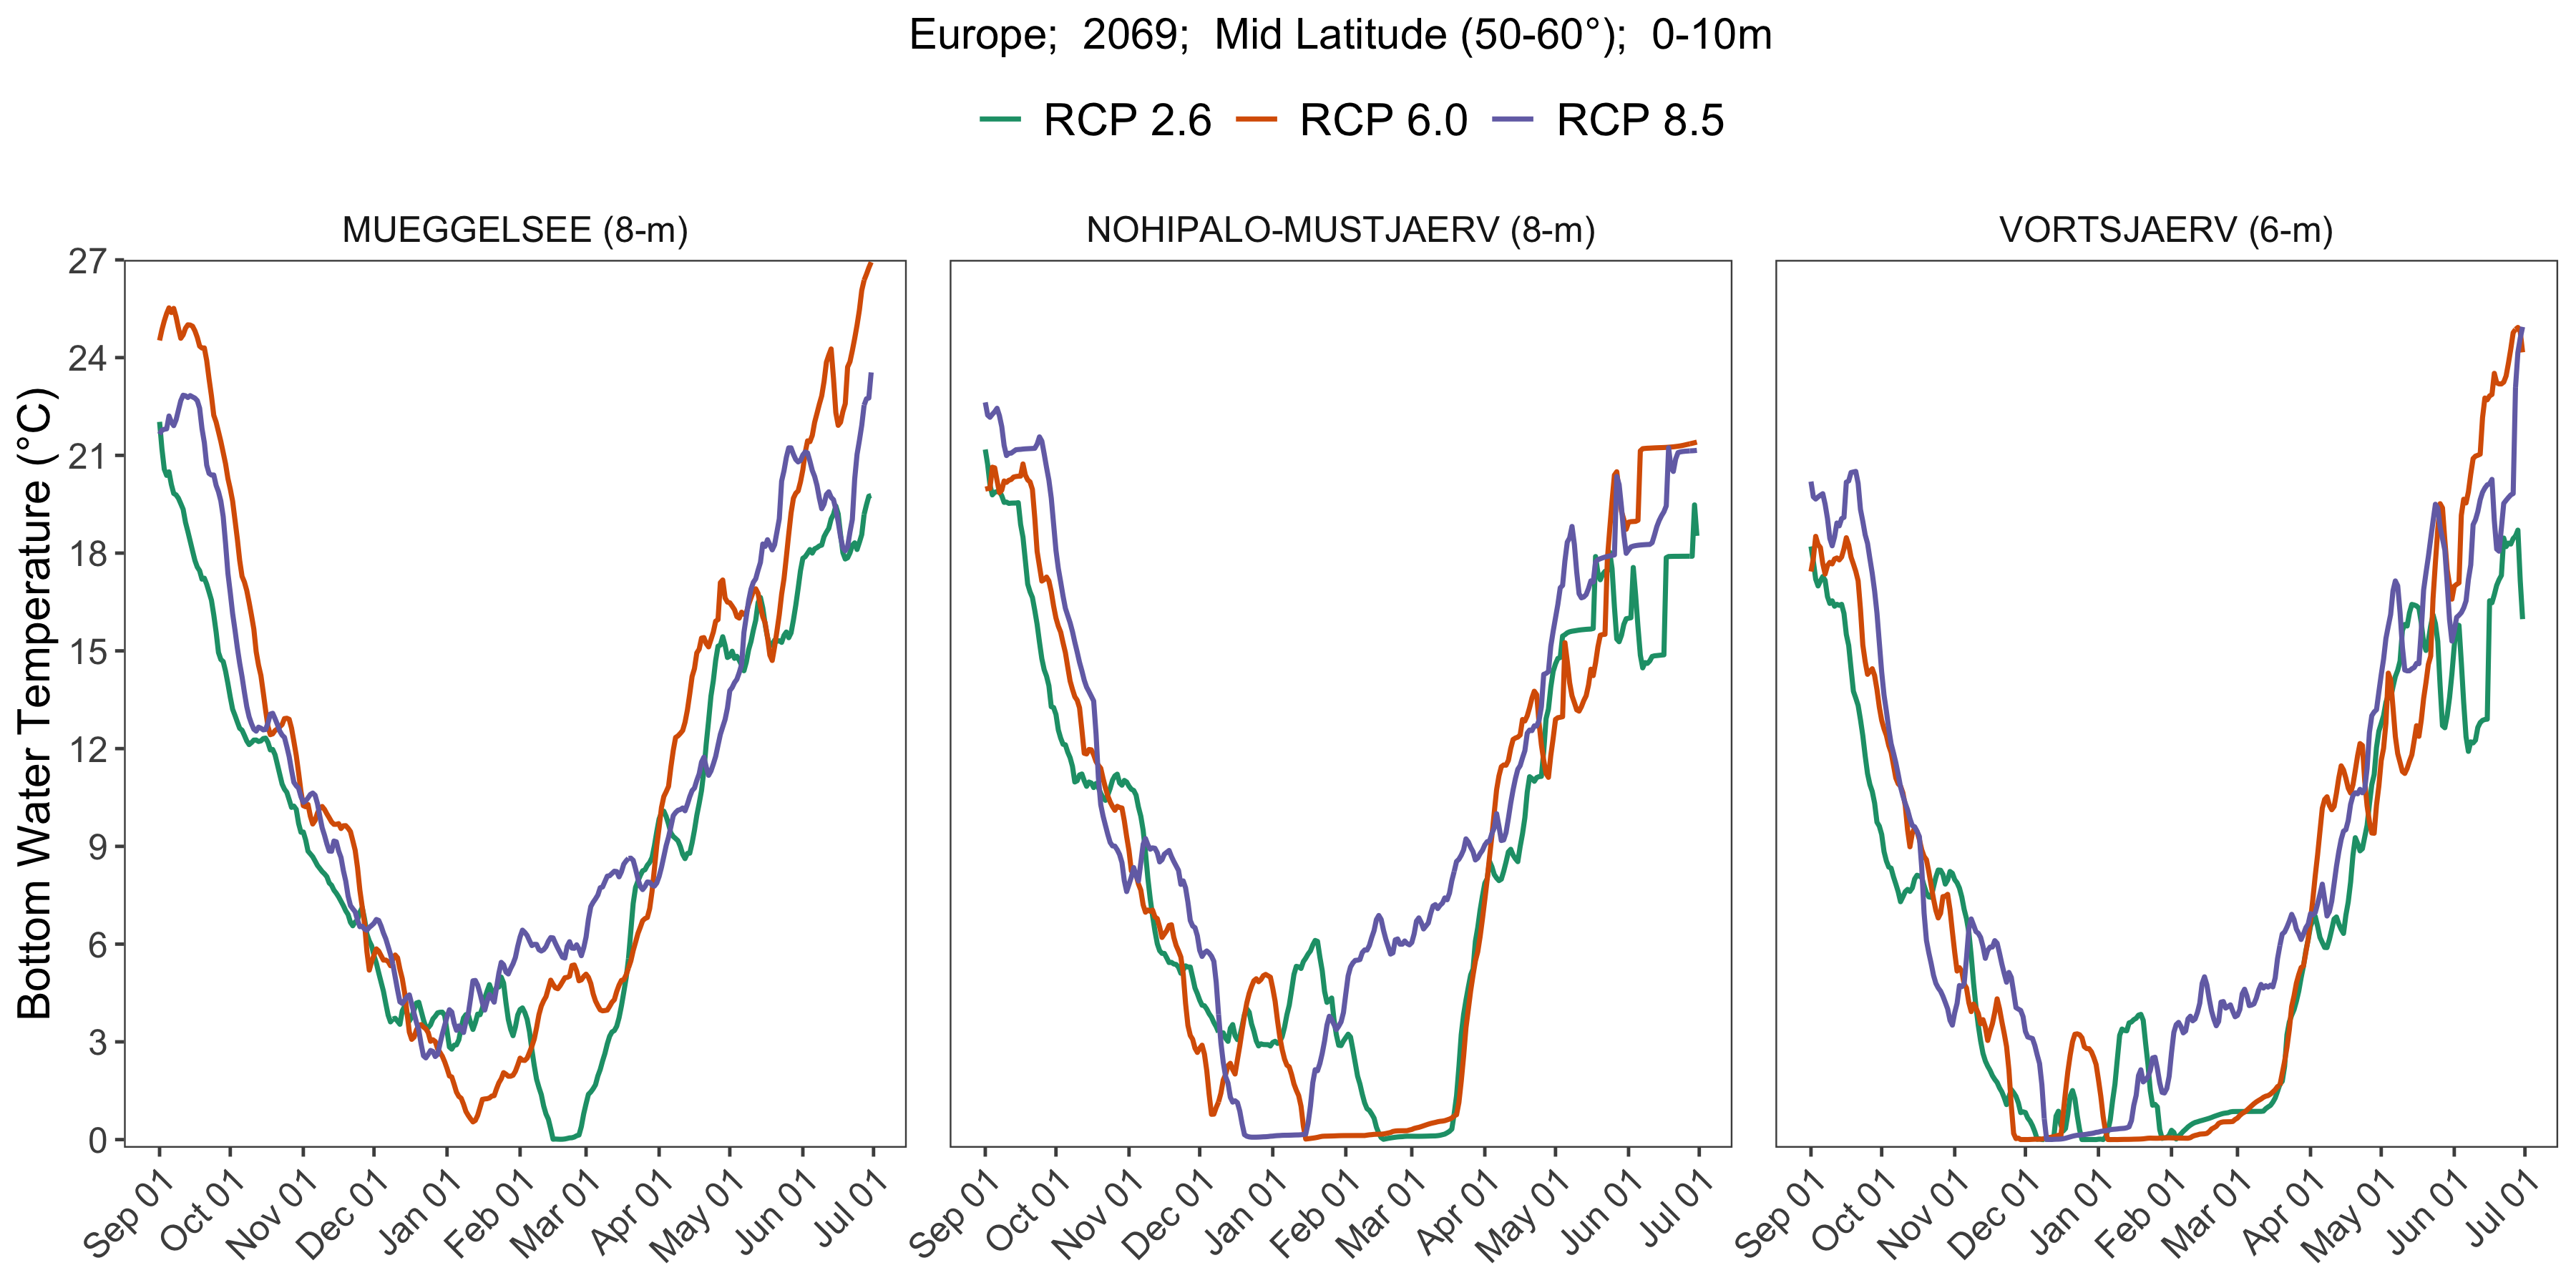 Europe;  2069;  Mid Latitude (50-60°);  0-10m
RCP 2.6 RCP 6.0 RCP 8.5
MUEGGELSEE (8-m) NOHIPALO-MUSTJAERV (8-m) VORTSJAERV (6-m)
Bottom Water Temperature (°C)
27
24
21
18
15
12
9
6
3
0
Sep 01 Oct 01 Nov 01 Dec 01 Jan 01 Feb 01 Mar 01 Apr 01 May 01 Jun 01 Jul 01
Sep 01 Oct 01 Nov 01 Dec 01 Jan 01 Feb 01 Mar 01 Apr 01 May 01 Jun 01 Jul 01
Sep 01 Oct 01 Nov 01 Dec 01 Jan 01 Feb 01 Mar 01 Apr 01 May 01 Jun 01 Jul 01